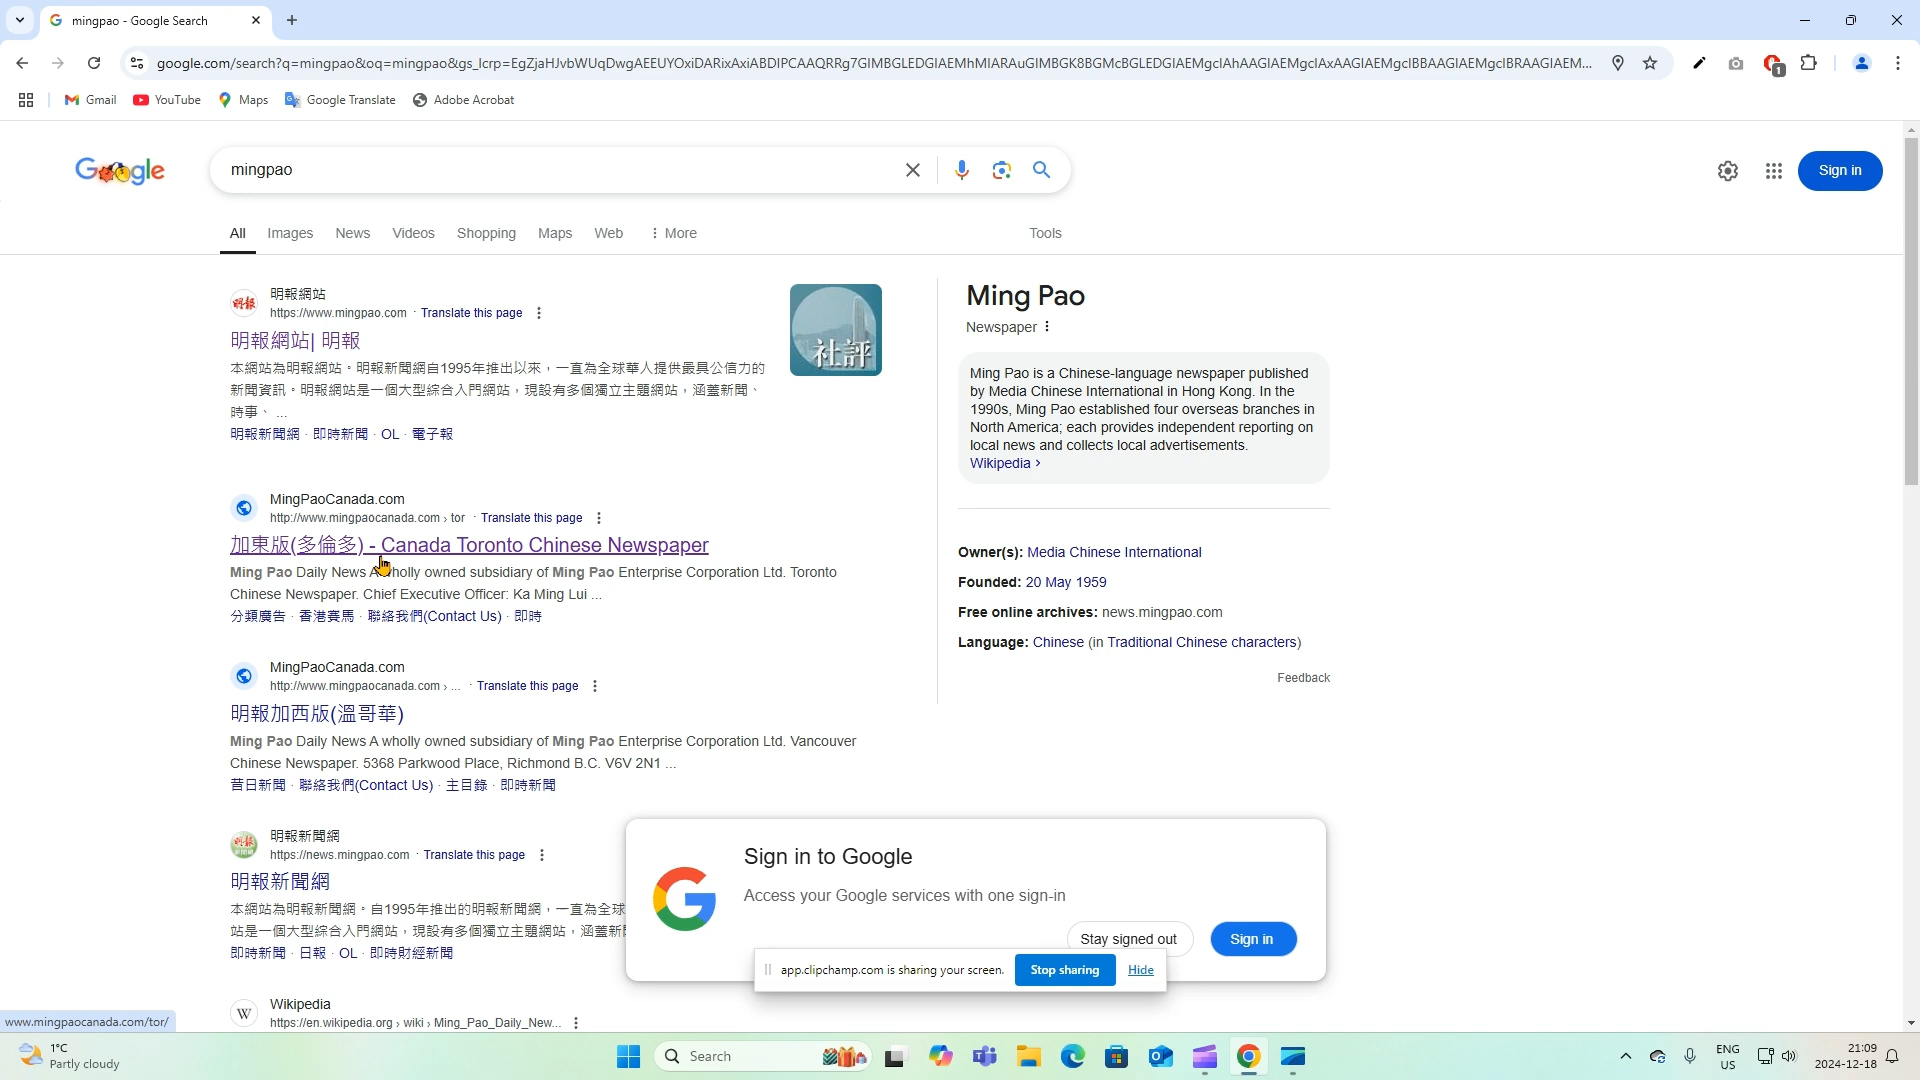 mingpao - Google Search
google.com/search?q=mingpao&oq=mingpao&gs_lcrp=EgZjaHJvbWUqDwgAEEUYOxiDARixAxiABDIPCAAQRRg7GIMBGLEDGIAEMhMIARAuGIMBGK8BGMcBGLEDGIAEMgcIAhAAGIAEMgcIAxAAGIAEMgcIBBAAGIAEMgcIBRAAGIAEM...
1
Gmail YouTube Maps Google Translate Adobe Acrobat
Google
mingpao
Sign in
All Images News Videos Shopping Maps Web More Tools
明報網站
https://www.mingpao.com · Translate this page
明報網站| 明報
本網站為明報網站。明報新聞網自1995年推出以來，一直為全球華人提供最具公信力的
新聞資訊。明報網站是一個大型綜合入門網站，現設有多個獨立主題網站，涵蓋新聞、
時事、 ...
明報新聞網 · 即時新聞 · OL · 電子報
社評
MingPaoCanada.com
http://www.mingpaocanada.com › tor · Translate this page
加東版(多倫多) - Canada Toronto Chinese Newspaper
Ming Pao Daily News A wholly owned subsidiary of Ming Pao Enterprise Corporation Ltd. Toronto
Chinese Newspaper. Chief Executive Officer: Ka Ming Lui ...
分類廣告 · 香港賽馬 · 聯絡我們(Contact Us) · 即時
MingPaoCanada.com
http://www.mingpaocanada.com › ... · Translate this page
明報加西版(溫哥華)
Ming Pao Daily News A wholly owned subsidiary of Ming Pao Enterprise Corporation Ltd. Vancouver
Chinese Newspaper. 5368 Parkwood Place, Richmond B.C. V6V 2N1 ...
昔日新聞 · 聯絡我們(Contact Us) · 主目錄 · 即時新聞
明報新聞網
https://news.mingpao.com · Translate this page
明報新聞網
本網站為明報新聞網。自1995年推出的明報新聞網，一直為全球
站是一個大型綜合入門網站，現設有多個獨立主題網站，涵蓋新
即時新聞 · 日報 · OL · 即時財經新聞
Wikipedia
https://en.wikipedia.org › wiki › Ming_Pao_Daily_New...
Ming Pao
Newspaper
Ming Pao is a Chinese-language newspaper published
by Media Chinese International in Hong Kong. In the
1990s, Ming Pao established four overseas branches in
North America; each provides independent reporting on
local news and collects local advertisements.
Wikipedia ›
Owner(s): Media Chinese International
Founded: 20 May 1959
Free online archives: news.mingpao.com
Language: Chinese (in Traditional Chinese characters)
Feedback
Sign in to Google
Access your Google services with one sign-in
Stay signed out
Sign in
app.clipchamp.com is sharing your screen.
Stop sharing
Hide
www.mingpaocanada.com/tor/
1°C
Partly cloudy
Search
ENG
US
21:09
2024-12-18